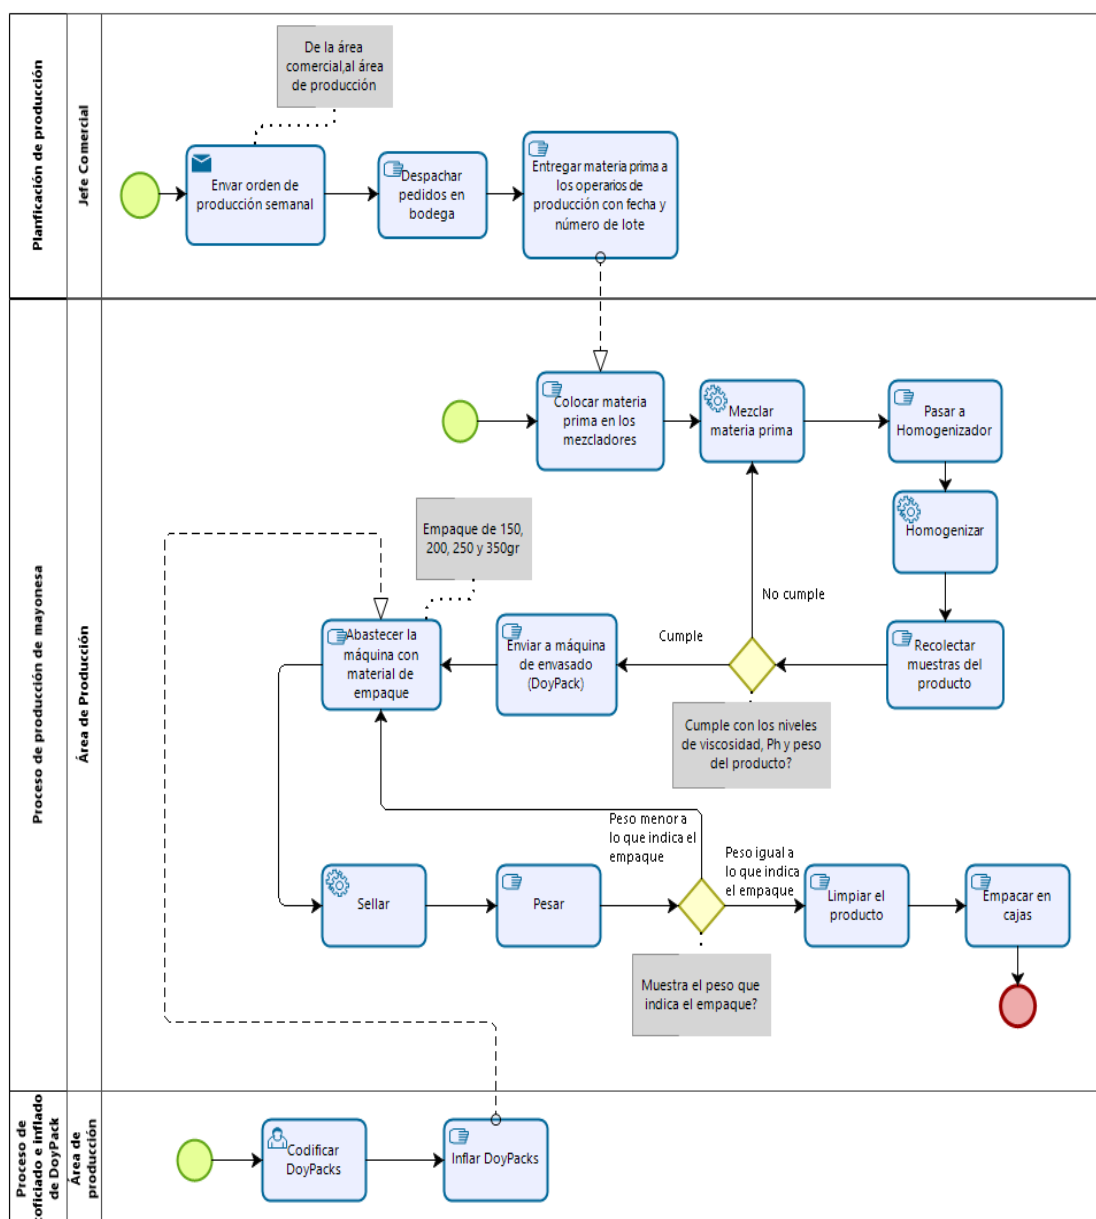 Planficación de producción
Jefe Comercial
De la área
comercial,al área
de producción
Envar orden de
producción semanal
Despachar
pedidos en
bodega
Entregar materia prima a
los operarios de
producción con fecha y
número de lote
Proceso de producción de mayonesa
Área de Producción
Colocar materia
prima en los
mezcladores
Mezclar
materia prima
Pasar a
Homogenizador
Homogenizar
Recolectar
muestras del
producto
No cumple
Cumple
Cumple con los niveles
de viscosidad, Ph y peso
del producto?
Enviar a máquina
de envasado
(DoyPack)
Empaque de 150,
200, 250 y 350gr
Abastecer la
máquina con
material de
empaque
Sellar
Pesar
Peso menor a
lo que indica el
empaque
Peso igual a
lo que indica
el empaque
Muestra el peso que
indica el empaque?
Limpiar el
producto
Empacar en
cajas
Proceso de
coficiado e inflado
de DoyPack
Área de
producción
Codificar
DoyPacks
Inflar DoyPacks